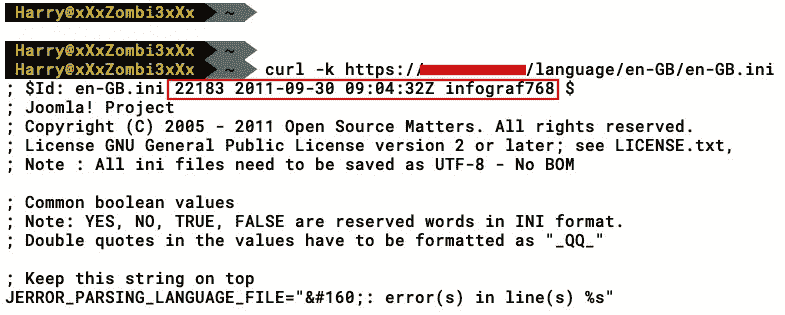 Harry@xXxZombi3xXx ~
Harry@xXxZombi3xXx ~
Harry@xXxZombi3xXx ~ curl -k https:/ /language/en-GB/en-GB.ini
; $Id: en-GB.ini 22183 2011-09-30 09:04:32Z infograf768 $
; Joomla! Project
; Copyright (C) 2005 - 2011 Open Source Matters. All rights reserved.
; License GNU General Public License version 2 or later; see LICENSE.txt,
; Note : All ini files need to be saved as UTF-8 - No BOM
; Common boolean values
; Note: YES, NO, TRUE, FALSE are reserved words in INI format.
; Double quotes in the values have to be formatted as "_QQ_"
; Keep this string on top
JERROR_PARSING_LANGUAGE_FILE="&#160;: error(s) in line(s) %s"